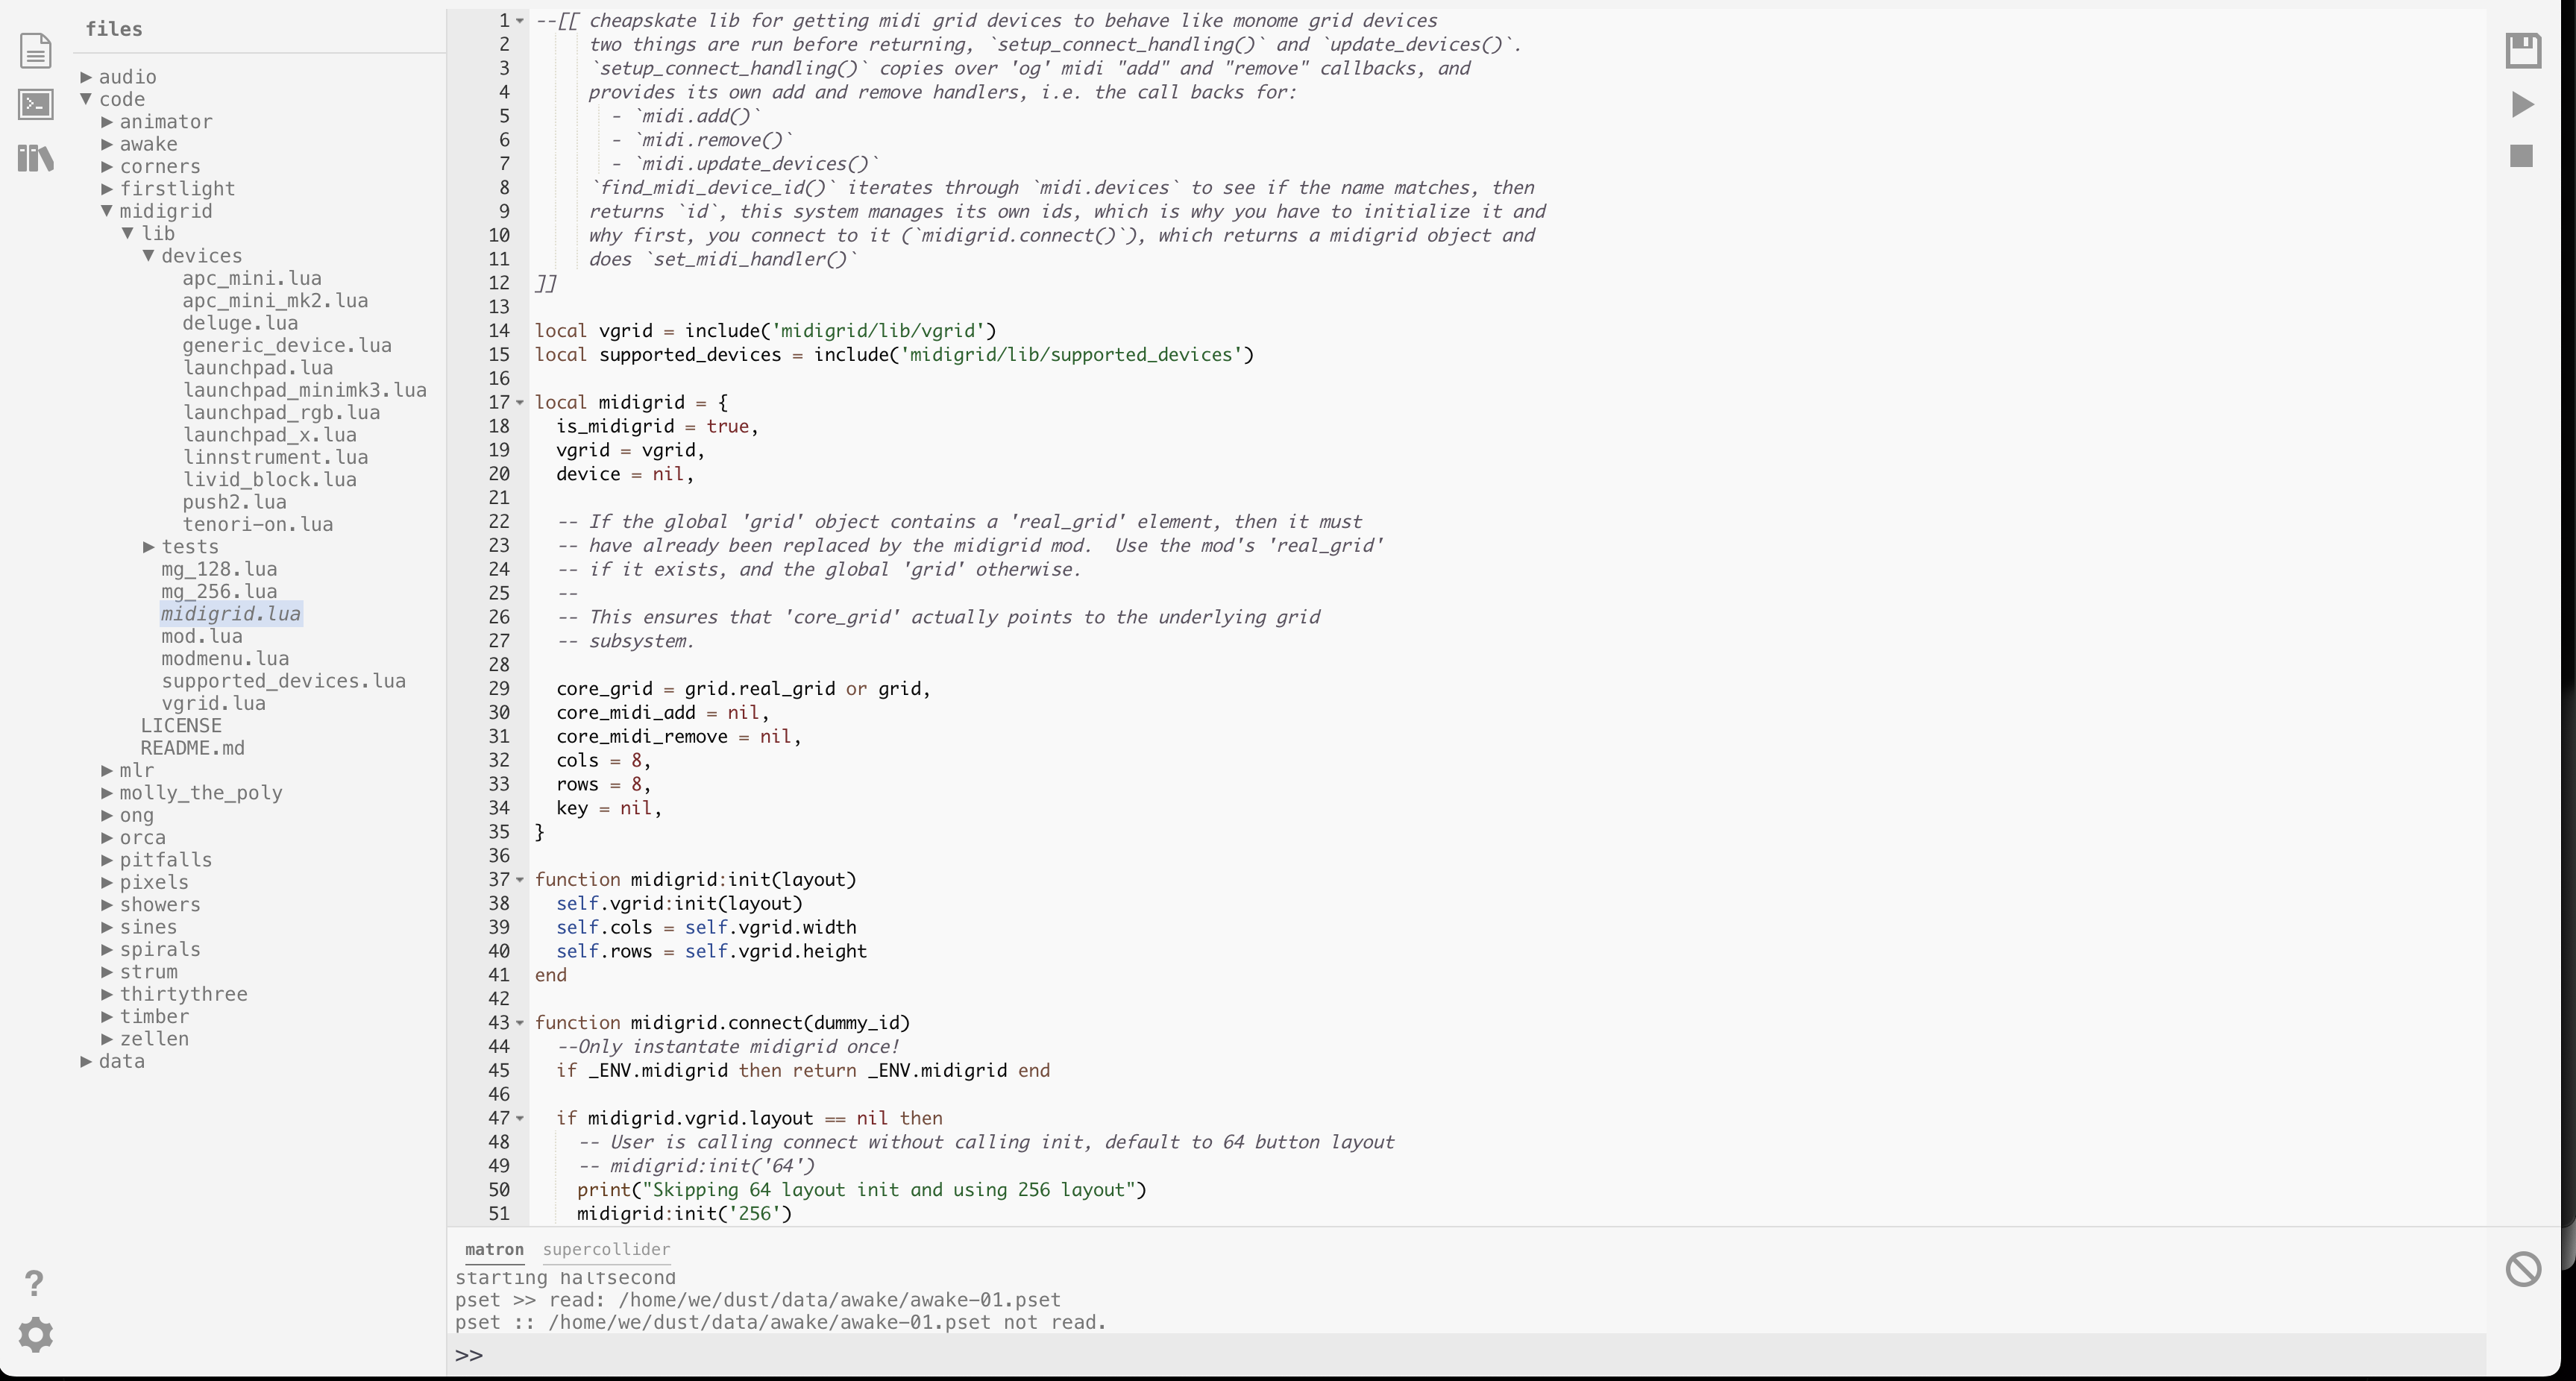 files
▶ audio
▼ code
▶ animator
▶ awake
▶ corners
▶ firstlight
▼ midigrid
▼ lib
▼ devices
apc_mini.lua
apc_mini_mk2.lua
deluge.lua
generic_device.lua
launchpad.lua
launchpad_minimk3.lua
launchpad_rgb.lua
launchpad_x.lua
linnstrument.lua
livid_block.lua
push2.lua
tenori-on.lua
▶ tests
mg_128.lua
mg_256.lua
midigrid.lua
mod.lua
modmenu.lua
supported_devices.lua
vgrid.lua
LICENSE
README.md
▶ mlr
▶ molly_the_poly
▶ ong
▶ orca
▶ pitfalls
▶ pixels
▶ showers
▶ sines
▶ spirals
▶ strum
▶ thirtythree
▶ timber
▶ zellen
▶ data
1 --[[ cheapskate lib for getting midi grid devices to behave like monome grid devices
2      two things are run before returning, `setup_connect_handling()` and `update_devices()`.
3      `setup_connect_handling()` copies over 'og' midi "add" and "remove" callbacks, and
4      provides its own add and remove handlers, i.e. the call backs for:
5        - `midi.add()`
6        - `midi.remove()`
7        - `midi.update_devices()`
8      `find_midi_device_id()` iterates through `midi.devices` to see if the name matches, then
9      returns `id`, this system manages its own ids, which is why you have to initialize it and
10     why first, you connect to it (`midigrid.connect()`), which returns a midigrid object and
11     does `set_midi_handler()`
12 ]]
13
14 local vgrid = include('midigrid/lib/vgrid')
15 local supported_devices = include('midigrid/lib/supported_devices')
16
17 local midigrid = {
18   is_midigrid = true,
19   vgrid = vgrid,
20   device = nil,
21
22   -- If the global 'grid' object contains a 'real_grid' element, then it must
23   -- have already been replaced by the midigrid mod.  Use the mod's 'real_grid'
24   -- if it exists, and the global 'grid' otherwise.
25   --
26   -- This ensures that 'core_grid' actually points to the underlying grid
27   -- subsystem.
28
29   core_grid = grid.real_grid or grid,
30   core_midi_add = nil,
31   core_midi_remove = nil,
32   cols = 8,
33   rows = 8,
34   key = nil,
35 }
36
37 function midigrid:init(layout)
38   self.vgrid:init(layout)
39   self.cols = self.vgrid.width
40   self.rows = self.vgrid.height
41 end
42
43 function midigrid.connect(dummy_id)
44   --Only instantate midigrid once!
45   if _ENV.midigrid then return _ENV.midigrid end
46
47   if midigrid.vgrid.layout == nil then
48     -- User is calling connect without calling init, default to 64 button layout
49     -- midigrid:init('64')
50     print("Skipping 64 layout init and using 256 layout")
51     midigrid:init('256')
matron supercollider
starting halfsecond
pset >> read: /home/we/dust/data/awake/awake-01.pset
pset :: /home/we/dust/data/awake/awake-01.pset not read.
>>
?